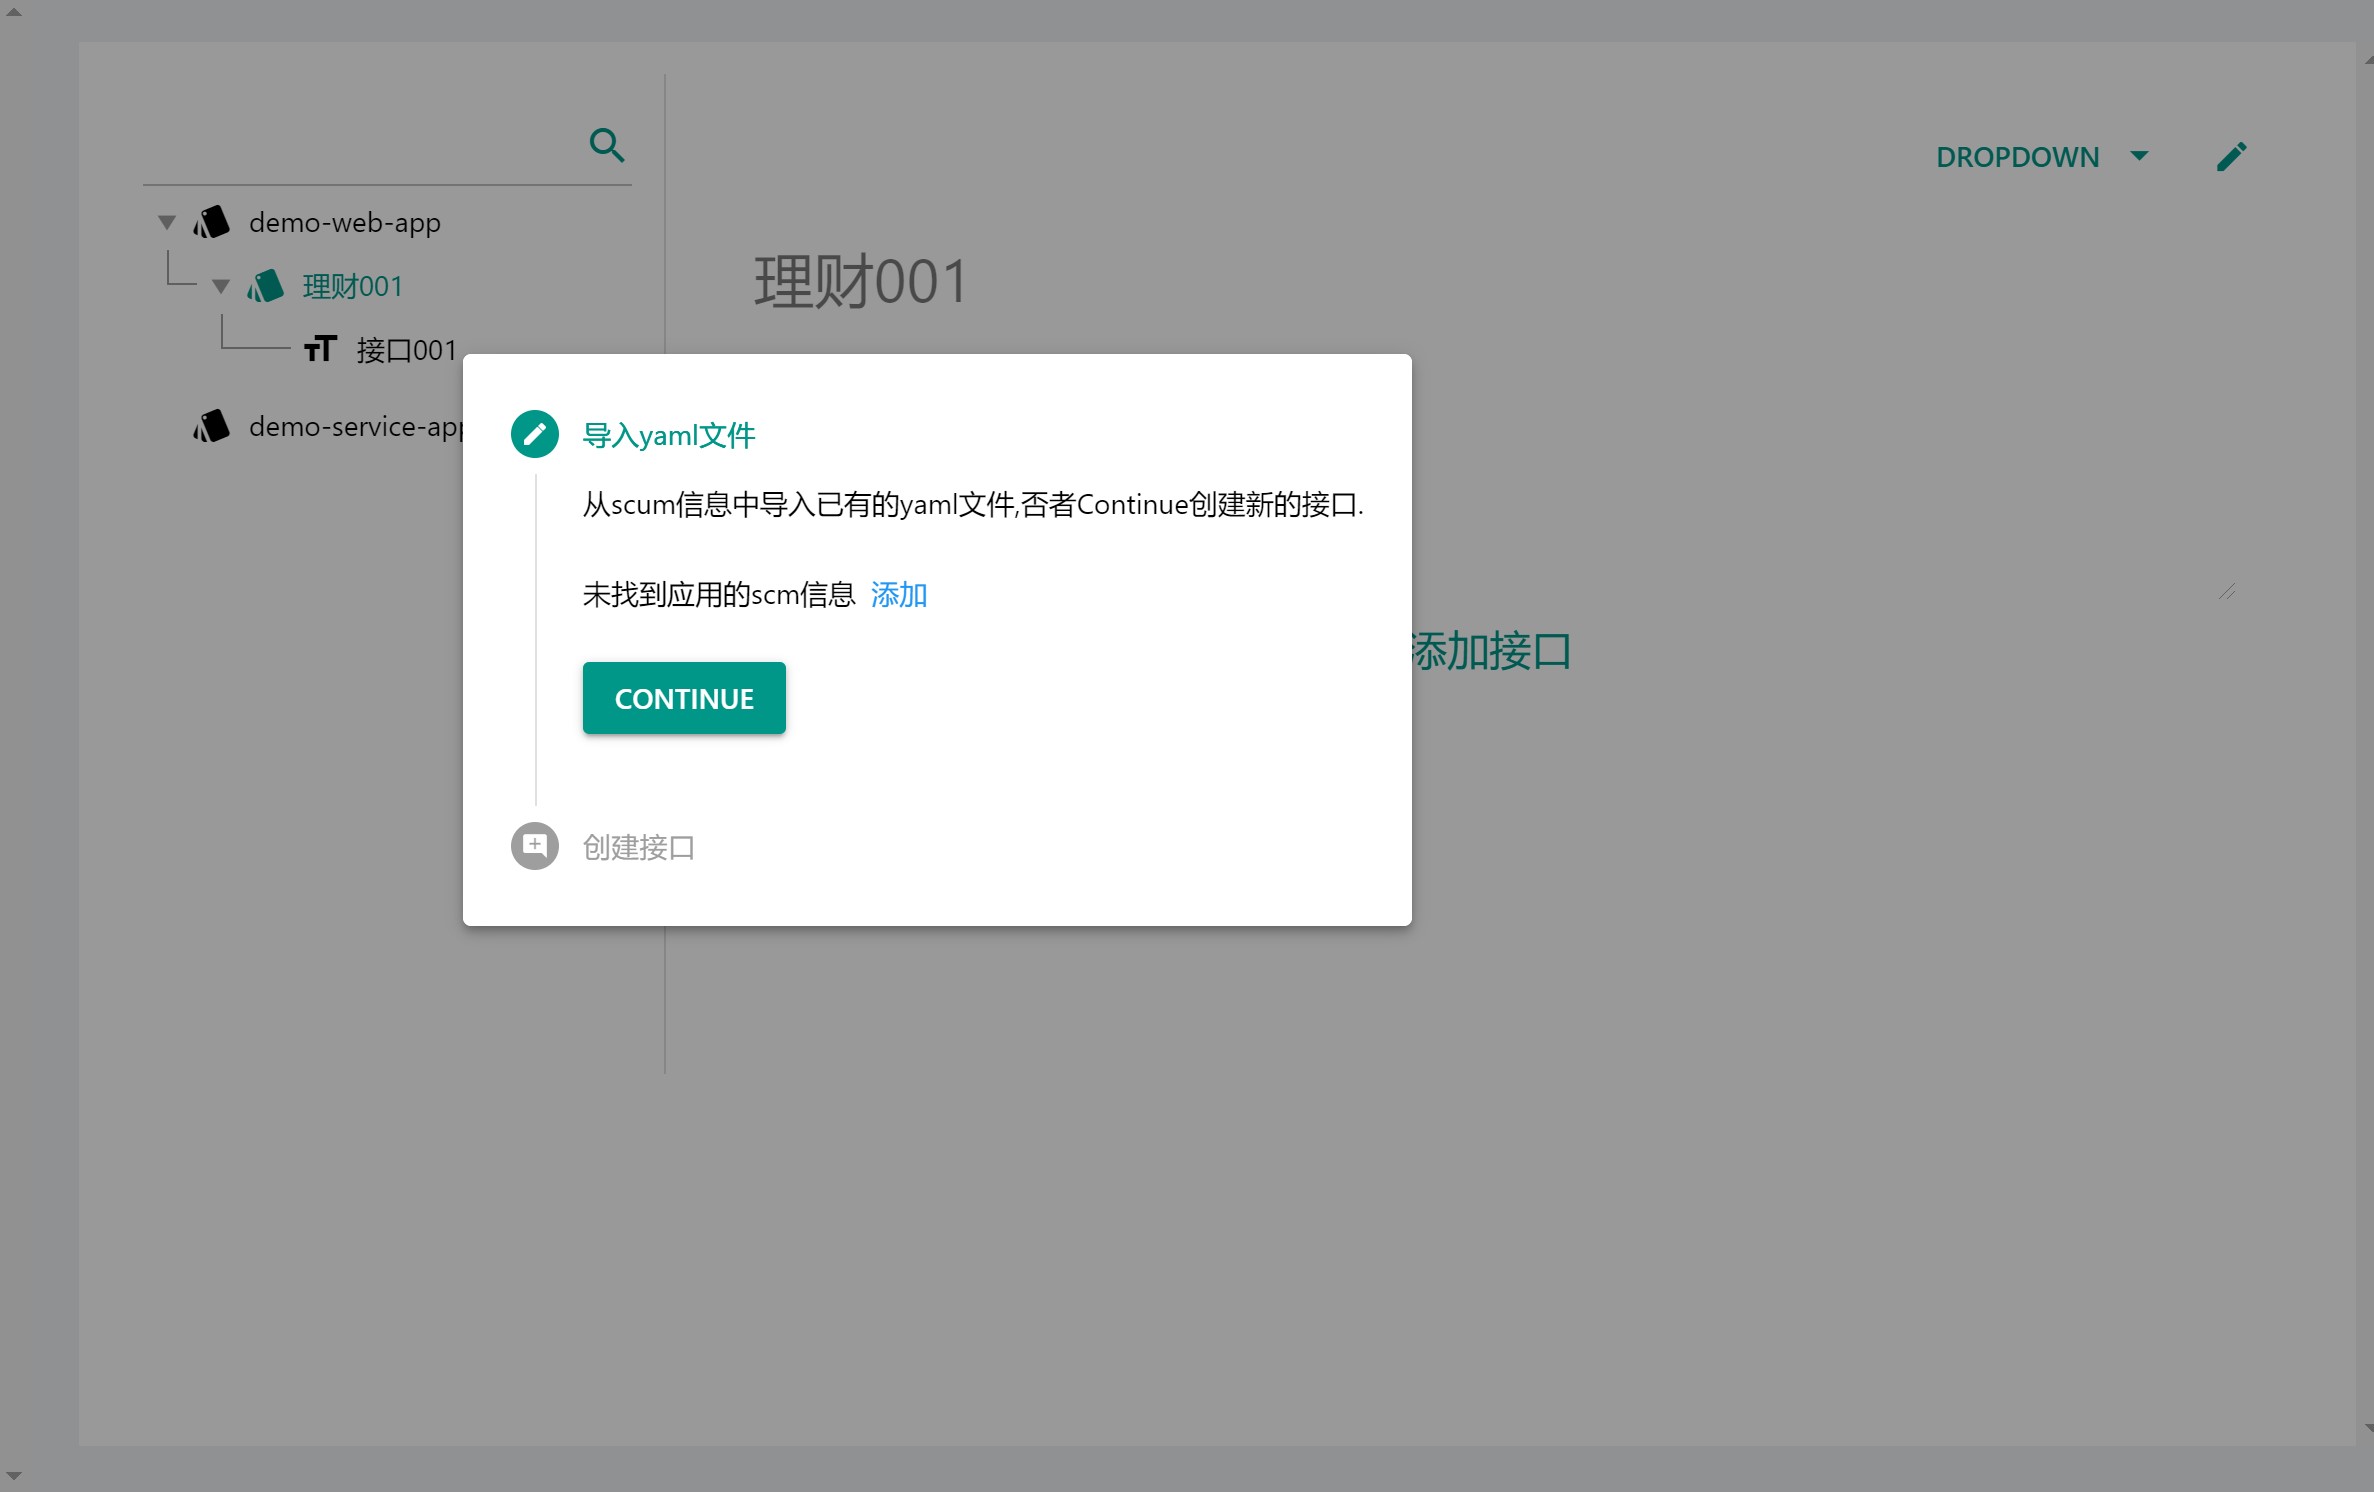 DROPDOWN
demo-web-app
理财001
接口001
demo-service-app
理财001
添加接口
导入yaml文件
从scum信息中导入已有的yaml文件,否者Continue创建新的接口.
未找到应用的scm信息 添加
CONTINUE
创建接口